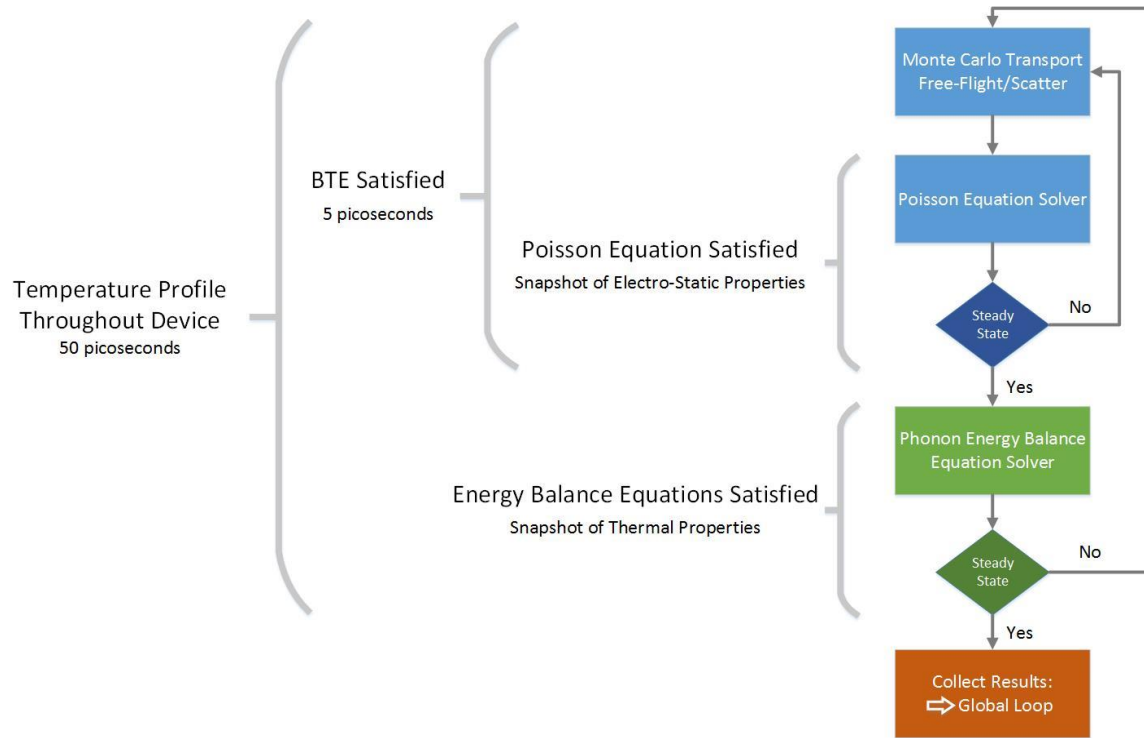 Monte Carlo Transport
Free-Flight/Scatter
BTE Satisfied
5 picoseconds
Poisson Equation Solver
Poisson Equation Satisfied
Snapshot of Electro-Static Properties
Temperature Profile
Throughout Device
50 picoseconds
Steady
State
No
Yes
Phonon Energy Balance
Equation Solver
Energy Balance Equations Satisfied
Snapshot of Thermal Properties
Steady
State
No
Yes
Collect Results:
Global Loop